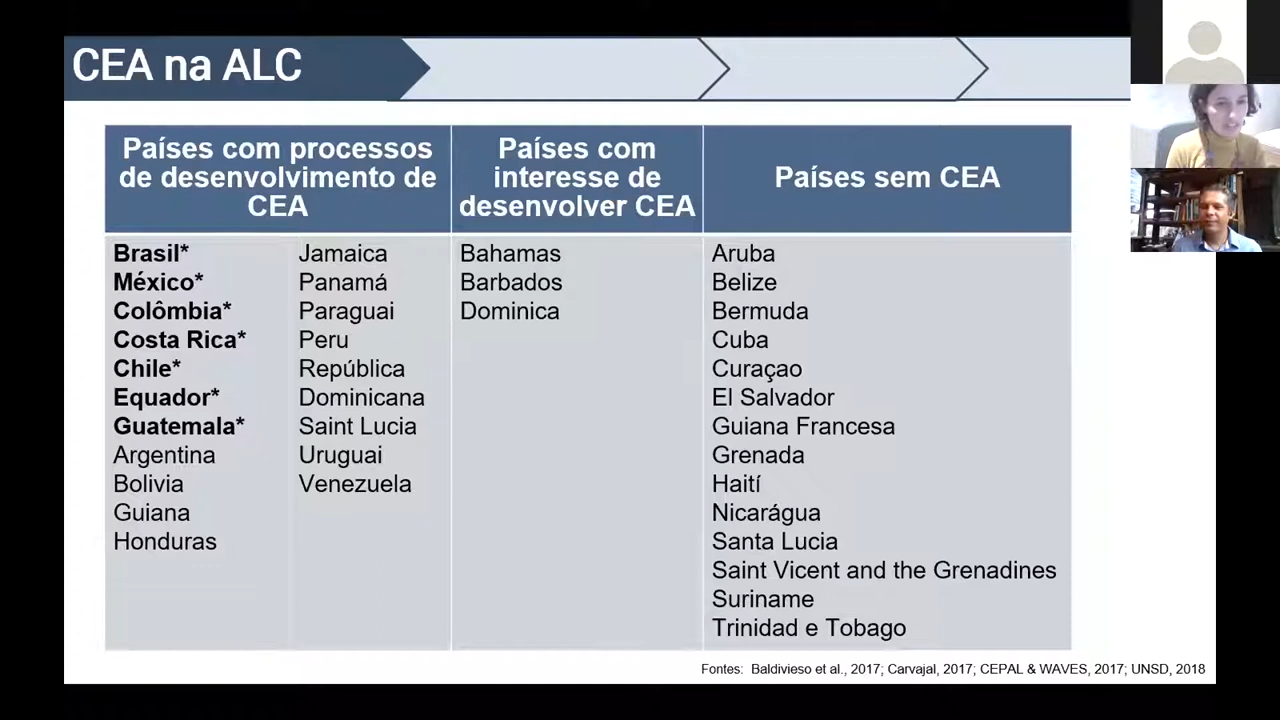 CEA na ALC
Países com processos
de desenvolvimento de
CEA
Países com
interesse de
desenvolver CEA
Países sem CEA
Brasil*
México*
Colômbia*
Costa Rica*
Chile*
Equador*
Guatemala*
Argentina
Bolivia
Guiana
Honduras
Jamaica
Panamá
Paraguai
Peru
República
Dominicana
Saint Lucia
Uruguai
Venezuela
Bahamas
Barbados
Dominica
Aruba
Belize
Bermuda
Cuba
Curaçao
El Salvador
Guiana Francesa
Grenada
Haití
Nicarágua
Santa Lucia
Saint Vicent and the Grenadines
Suriname
Trinidad e Tobago
Fontes: Baldivieso et al., 2017; Carvajal, 2017; CEPAL & WAVES, 2017; UNSD, 2018